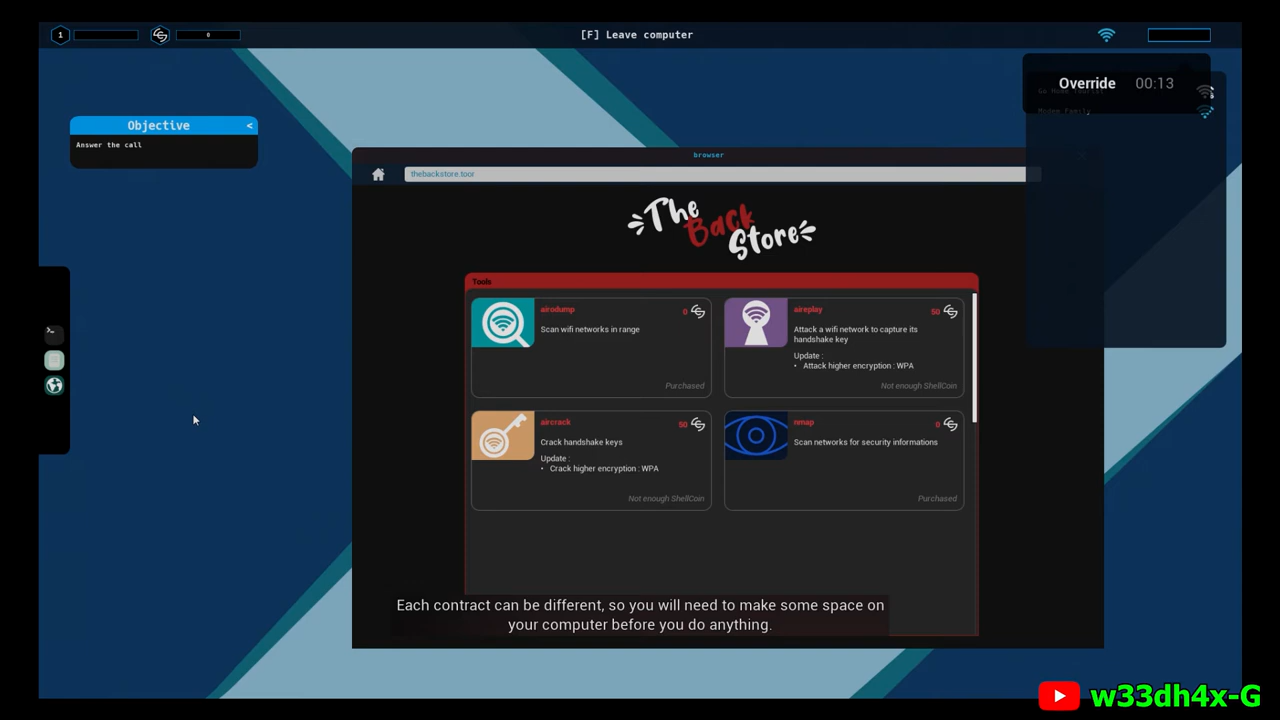 1
0
[F] Leave computer
Override 00:13
Objective <
Answer the call
browser
thebackstore.toor
The
Back
Store
Tools
airodump 0
Scan wifi networks in range
Purchased
aireplay 50
Attack a wifi network to capture its
handshake key
Update :
• Attack higher encryption : WPA
Not enough ShellCoin
aircrack 50
Crack handshake keys
Update :
• Crack higher encryption : WPA
Not enough ShellCoin
nmap 0
Scan networks for security informations
Purchased
Each contract can be different, so you will need to make some space on
your computer before you do anything.
w33dh4x-G